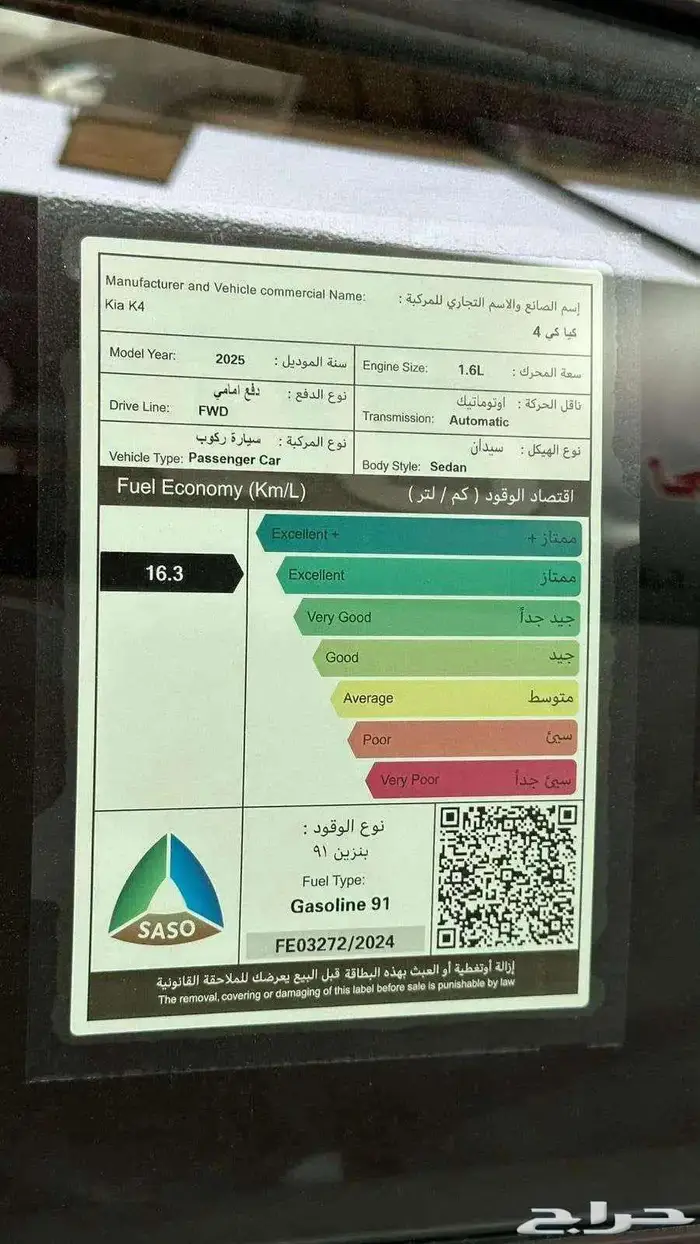 Manufacturer and Vehicle commercial Name: إسم الصانع والاسم التجاري للمركبة :
Kia K4
كيا كي 4
Model Year: 2025 سنة الموديل :
Engine Size: 1.6L سعة المحرك :
دفع امامي نوع الدفع :
Drive Line: FWD
اوتوماتيك ناقل الحركة :
Transmission: Automatic
سيارة ركوب نوع المركبة :
Vehicle Type: Passenger Car
سيدان نوع الهيكل :
Body Style: Sedan
Fuel Economy (Km/L) اقتصاد الوقود ( كم / لتر )
Excellent + ممتاز +
16.3
Excellent ممتاز
Very Good جيد جداً
Good جيد
Average متوسط
Poor سيئ
Very Poor سيئ جداً
SASO
نوع الوقود :
بنزين ٩١
Fuel Type:
Gasoline 91
FE03272/2024
إزالة أوتغطية أو العبث بهذه البطاقة قبل البيع يعرضك للملاحقة القانونية
The removal, covering or damaging of this label before sale is punishable by law
حراج